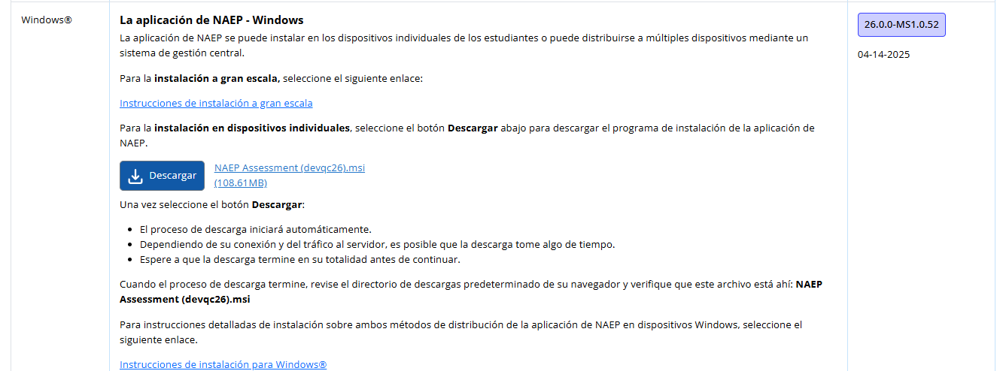 Windows®
La aplicación de NAEP - Windows
La aplicación de NAEP se puede instalar en los dispositivos individuales de los estudiantes o puede distribuirse a múltiples dispositivos mediante un
sistema de gestión central.
Para la instalación a gran escala, seleccione el siguiente enlace:
Instrucciones de instalación a gran escala
Para la instalación en dispositivos individuales, seleccione el botón Descargar abajo para descargar el programa de instalación de la aplicación de
NAEP.
Descargar
NAEP Assessment (devqc26).msi
(108.61MB)
Una vez seleccione el botón Descargar:
• El proceso de descarga iniciará automáticamente.
• Dependiendo de su conexión y del tráfico al servidor, es posible que la descarga tome algo de tiempo.
• Espere a que la descarga termine en su totalidad antes de continuar.
Cuando el proceso de descarga termine, revise el directorio de descargas predeterminado de su navegador y verifique que este archivo está ahí: NAEP
Assessment (devqc26).msi
Para instrucciones detalladas de instalación sobre ambos métodos de distribución de la aplicación de NAEP en dispositivos Windows, seleccione el
siguiente enlace.
Instrucciones de instalación para Windows®
26.0.0-MS1.0.52
04-14-2025